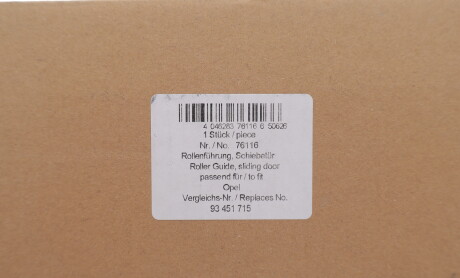 4 046283 76116 6 50626
1 Stück / piece
Nr. / No. 76116
Rollenführung, Schiebetür
Roller Guide, sliding door
passend für / to fit
Opel
Vergleichs-Nr. / Replaces No.
93 451 715